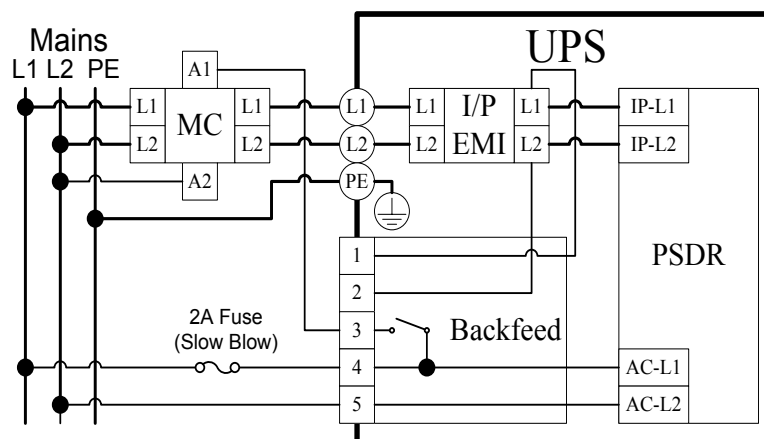 Mains
UPS
L1 L2 PE
A1
L1 MC L1 L1 L1 I/P L1 IP-L1
L2 L2 L2 L2 EMI L2 IP-L2
A2 PE
1
2
PSDR
2A Fuse
(Slow Blow)
3 Backfeed
4 AC-L1
5 AC-L2